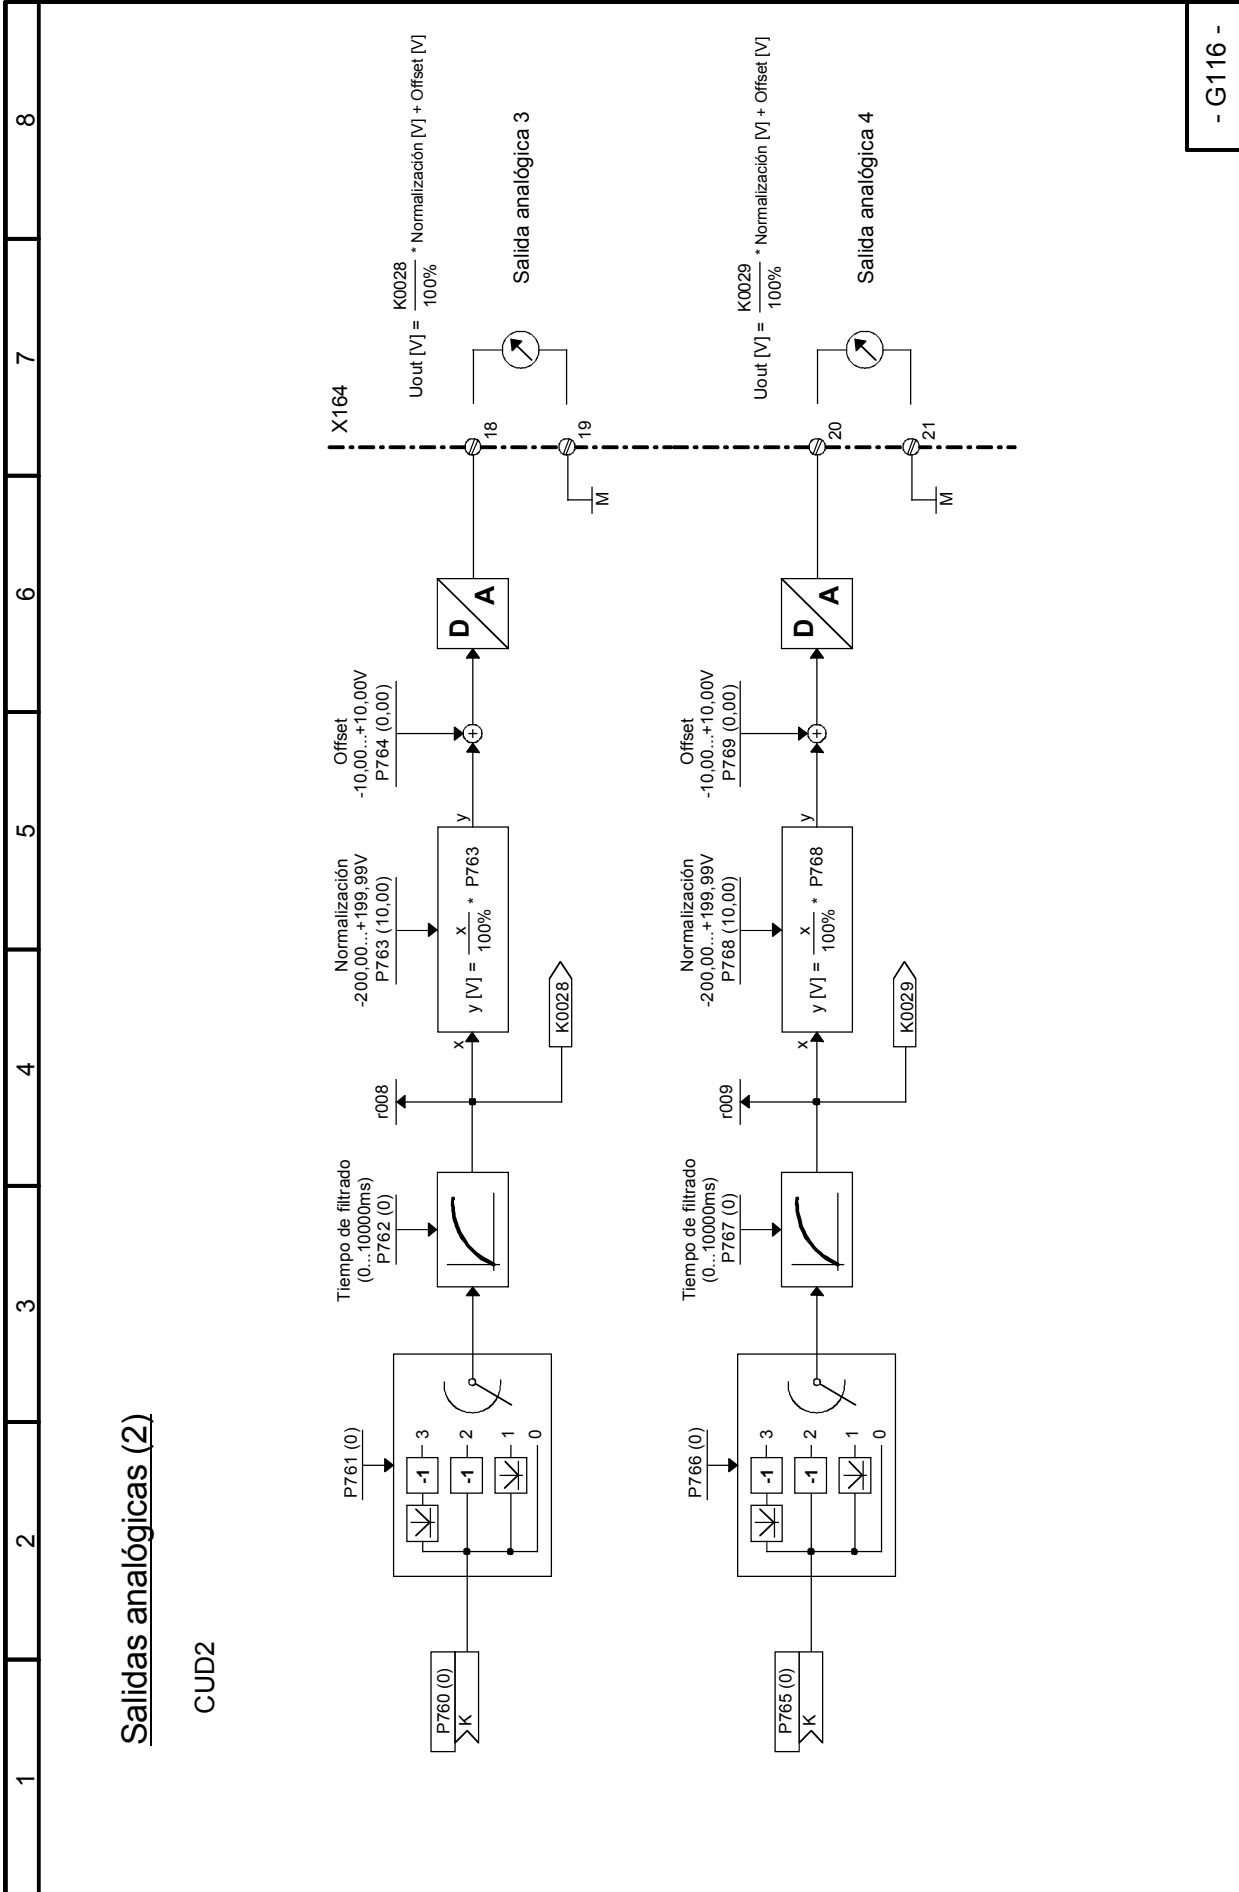 1 2 3 4 5 6 7 8
Salidas analógicas (2)
CUD2
X164
P760 (0)
K
P761 (0)
-1
3
-1
2
1
0
Tiempo de filtrado
(0...10000ms)
P762 (0)
r008
K0028
Normalización
-200,00...+199,99V
P763 (10,00)
x
y [V] = x / 100% * P763
y
Offset
-10,00...+10,00V
P764 (0,00)
D
A
18
19
M
Uout [V] = K0028 / 100% * Normalización [V] + Offset [V]
Salida analógica 3
P765 (0)
K
P766 (0)
-1
3
-1
2
1
0
Tiempo de filtrado
(0...10000ms)
P767 (0)
r009
K0029
Normalización
-200,00...+199,99V
P768 (10,00)
x
y [V] = x / 100% * P768
y
Offset
-10,00...+10,00V
P769 (0,00)
D
A
20
21
M
Uout [V] = K0029 / 100% * Normalización [V] + Offset [V]
Salida analógica 4
- G116 -